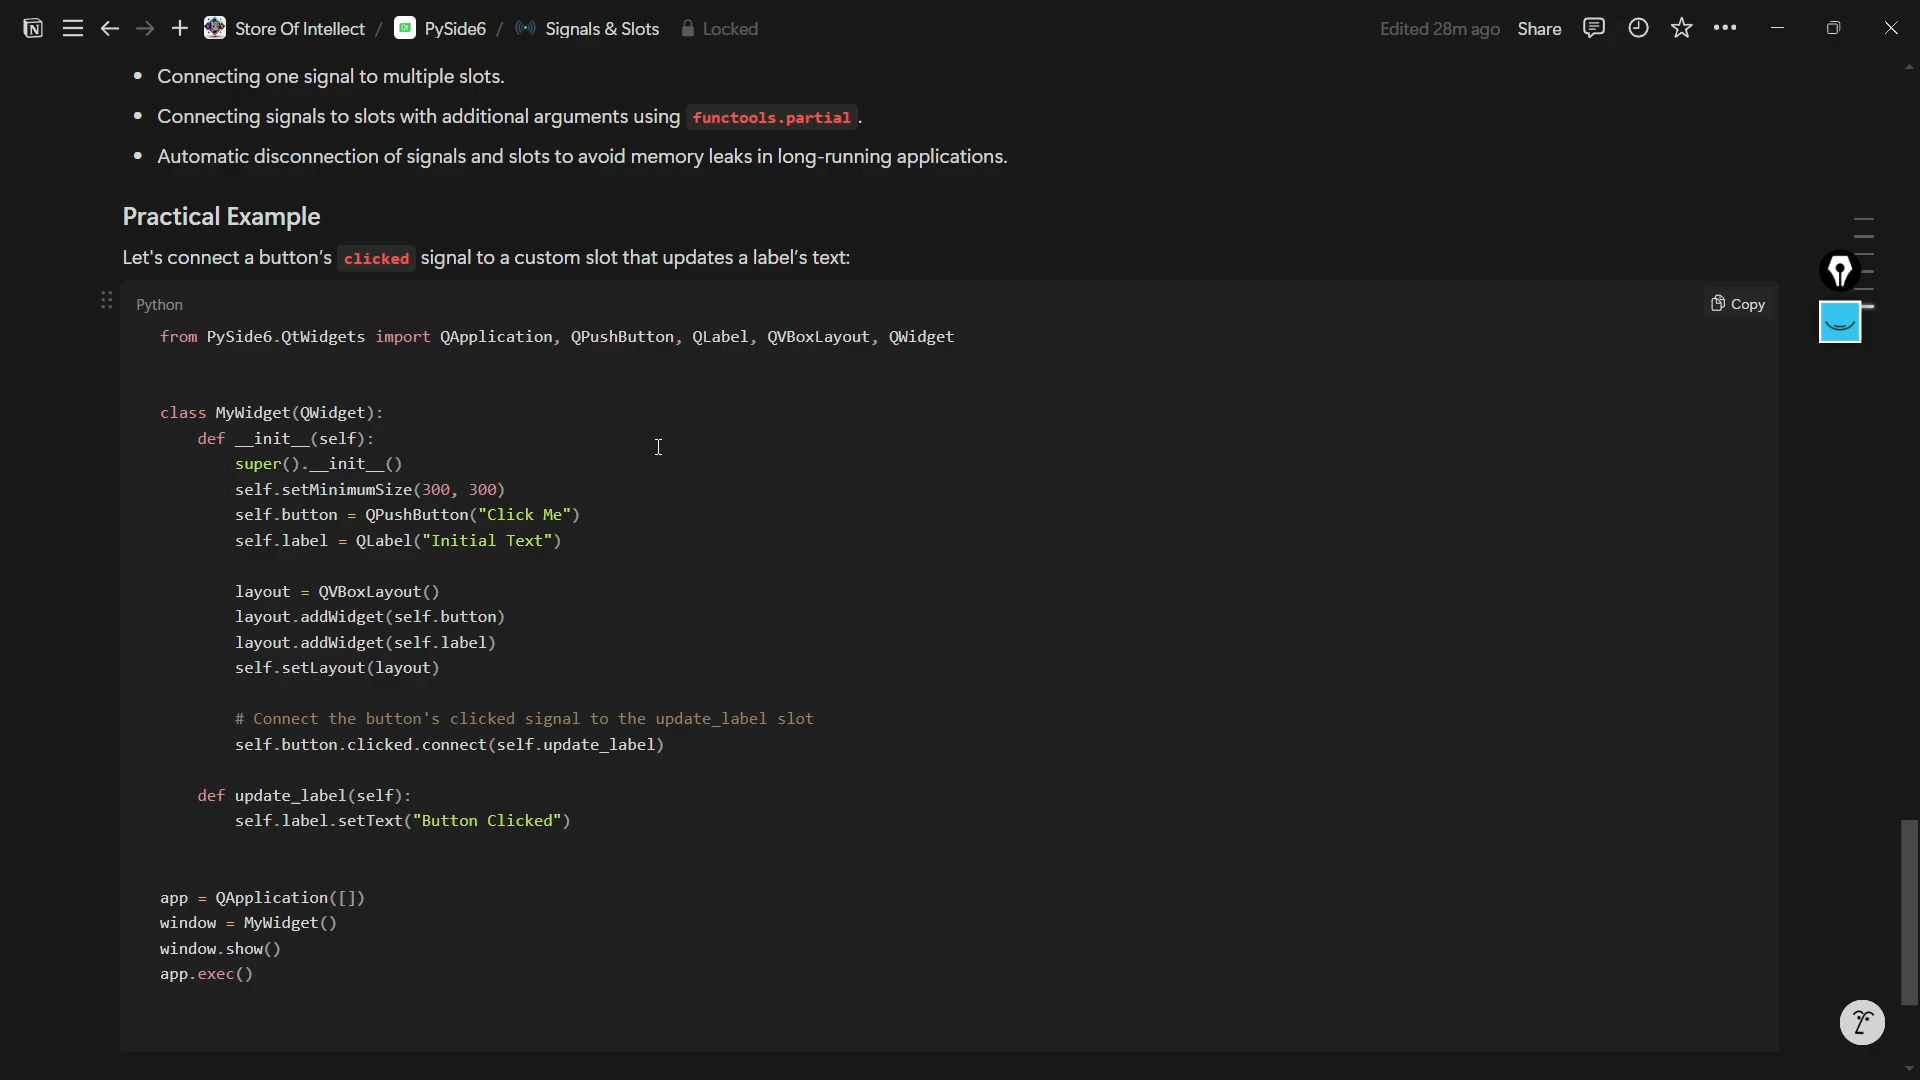 Store Of Intellect / PySide6 / Signals & Slots Locked Edited 28m ago Share
• Connecting one signal to multiple slots.
• Connecting signals to slots with additional arguments using functools.partial .
• Automatic disconnection of signals and slots to avoid memory leaks in long-running applications.
Practical Example
Let's connect a button's clicked signal to a custom slot that updates a label's text:
Python Copy
from PySide6.QtWidgets import QApplication, QPushButton, QLabel, QVBoxLayout, QWidget
class MyWidget(QWidget):
    def __init__(self):
        super().__init__()
        self.setMinimumSize(300, 300)
        self.button = QPushButton("Click Me")
        self.label = QLabel("Initial Text")
        layout = QVBoxLayout()
        layout.addWidget(self.button)
        layout.addWidget(self.label)
        self.setLayout(layout)
        # Connect the button's clicked signal to the update_label slot
        self.button.clicked.connect(self.update_label)
    def update_label(self):
        self.label.setText("Button Clicked")
app = QApplication([])
window = MyWidget()
window.show()
app.exec()